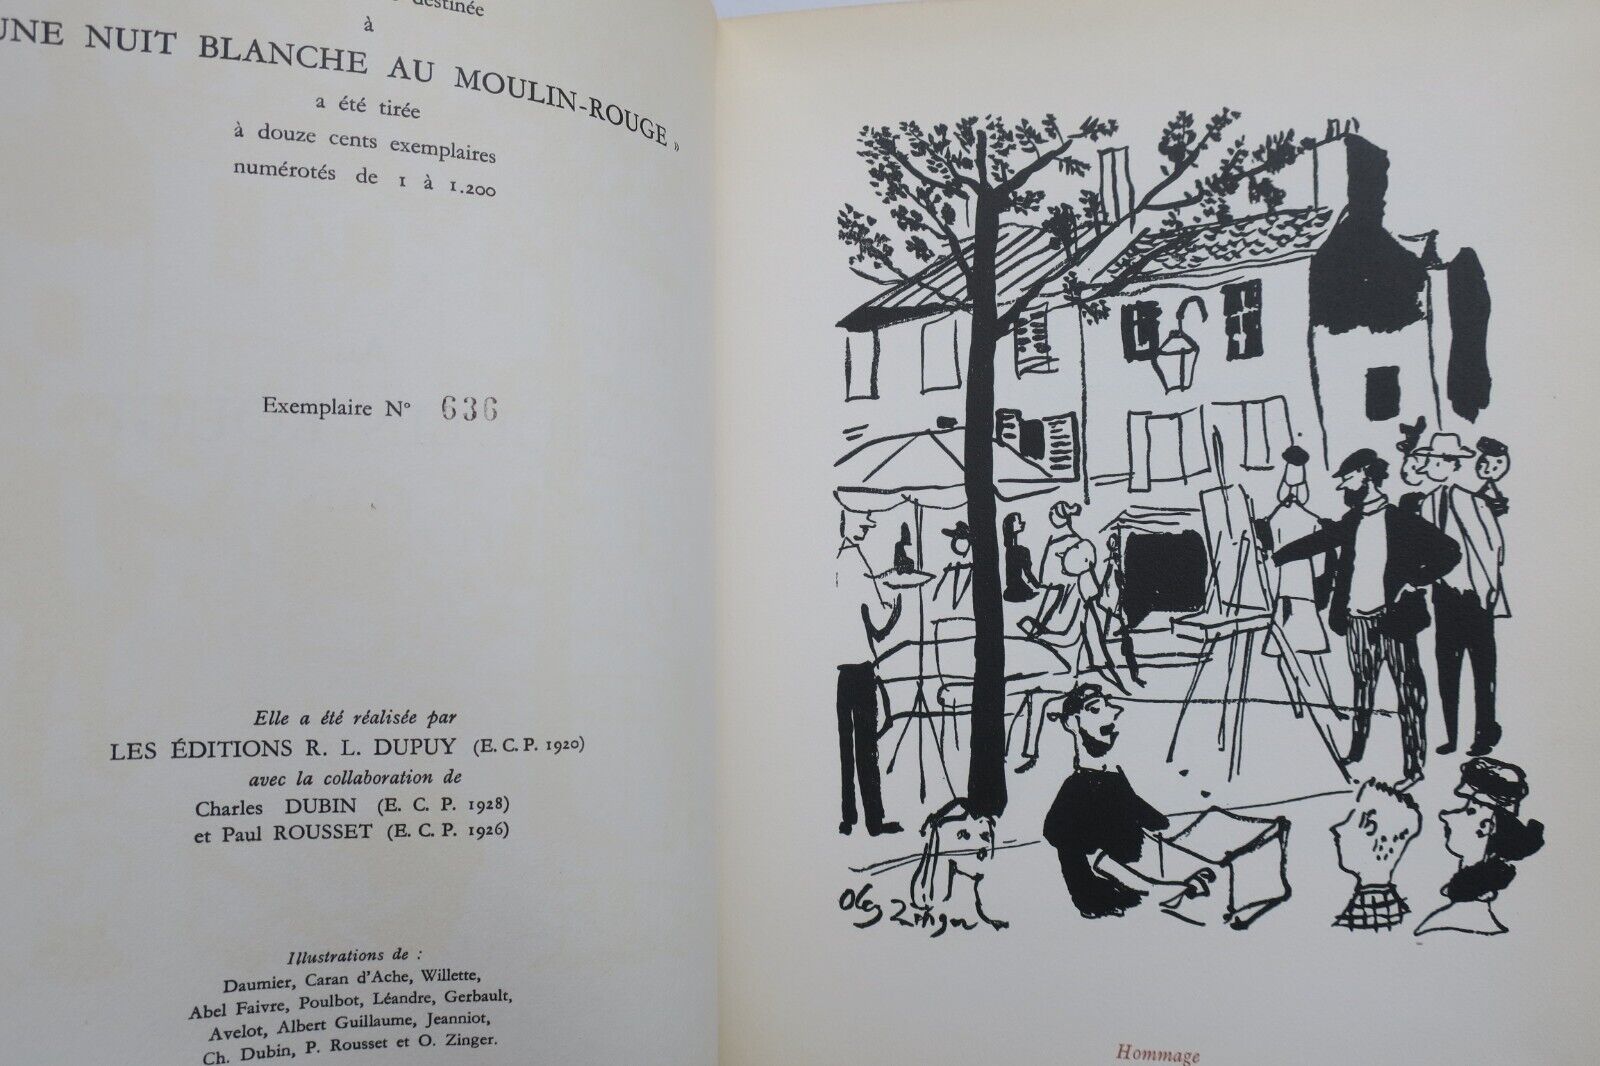 destinée
à
UNE NUIT BLANCHE AU MOULIN-ROUGE »
a été tirée
à douze cents exemplaires
numérotés de 1 à 1.200
Exemplaire N° 636
Elle a été réalisée par
LES ÉDITIONS R. L. DUPUY (E. C. P. 1920)
avec la collaboration de
Charles DUBIN (E. C. P. 1928)
et Paul ROUSSET (E. C. P. 1926)
Illustrations de :
Daumier, Caran d'Ache, Willette,
Abel Faivre, Poulbot, Léandre, Gerbault,
Avelot, Albert Guillaume, Jeanniot,
Ch. Dubin, P. Rousset et O. Zinger.
Oleg Zinger
Hommage